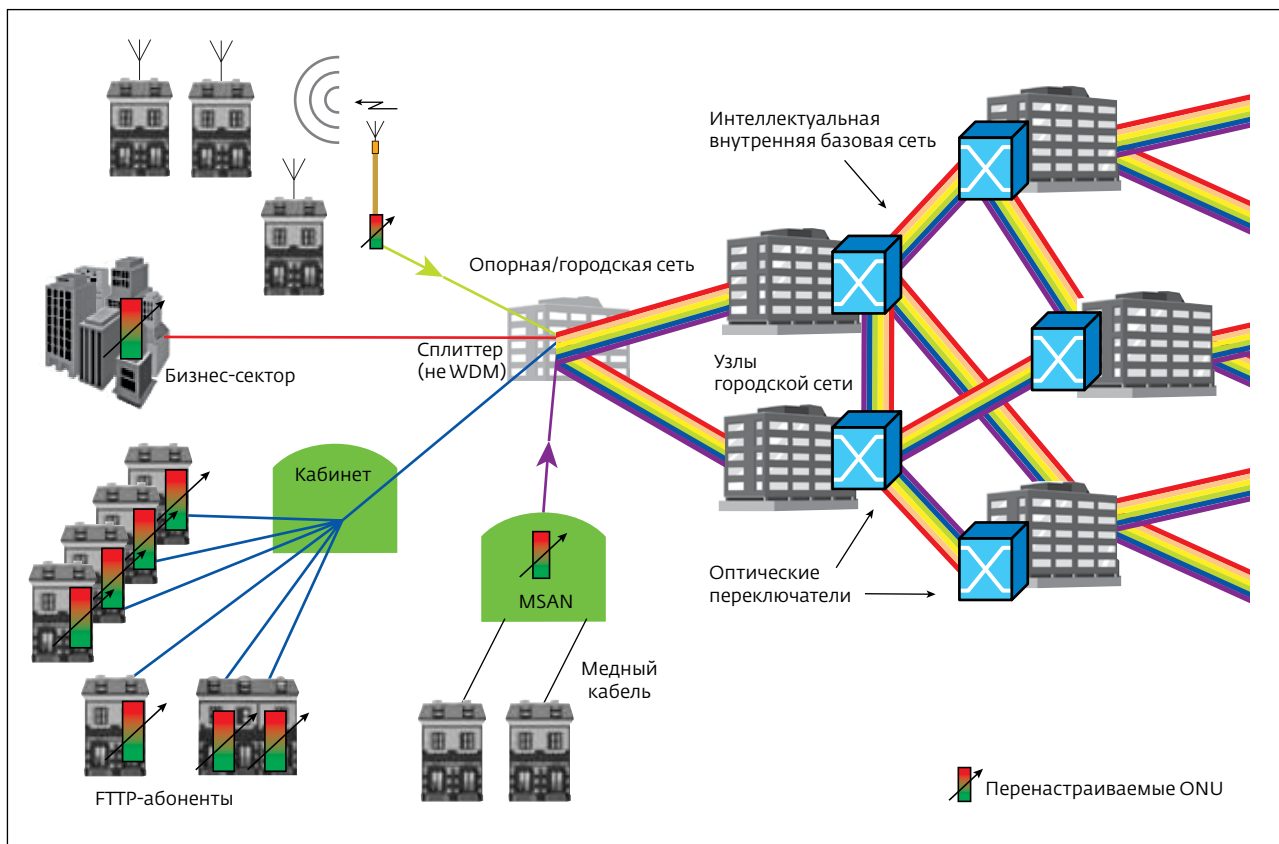 Интеллектуальная
внутренняя базовая сеть
Опорная/городская сеть
Сплиттер
(не WDM)
Бизнес-сектор
Узлы
городской сети
Кабинет
MSAN
Оптические
переключатели
Медный
кабель
FTTP-абоненты
Перенастраиваемые ONU